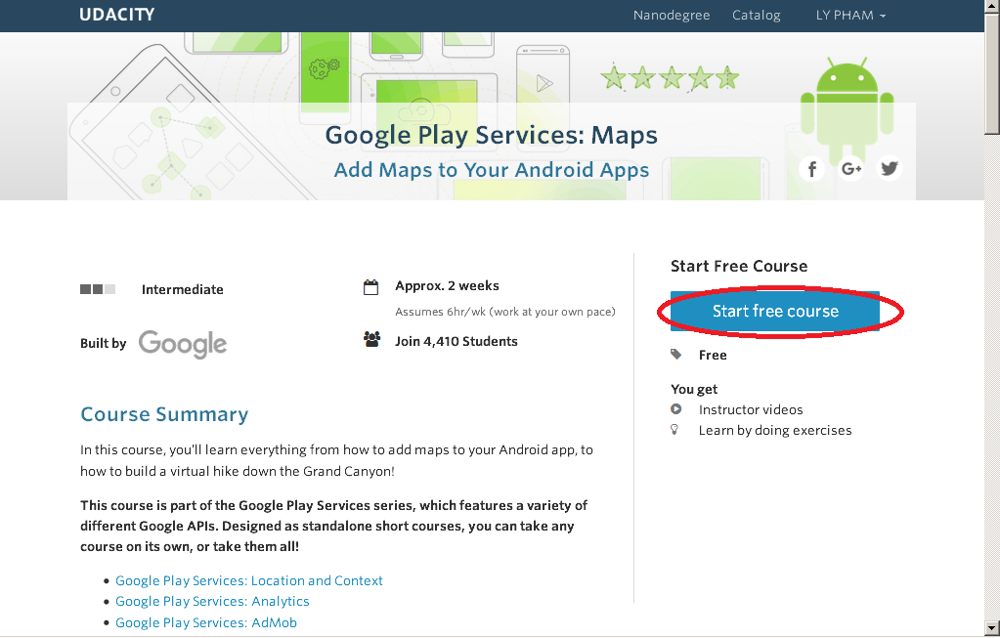 UDACITY
Nanodegree
Catalog
LY PHAM
Google Play Services: Maps
Add Maps to Your Android Apps
Intermediate
Built by Google
Approx. 2 weeks
Assumes 6hr/wk (work at your own pace)
Join 4,410 Students
Start Free Course
Start free course
Free
You get
Instructor videos
Learn by doing exercises
Course Summary
In this course, you'll learn everything from how to add maps to your Android app, to
how to build a virtual hike down the Grand Canyon!
This course is part of the Google Play Services series, which features a variety of
different Google APIs. Designed as standalone short courses, you can take any
course on its own, or take them all!
Google Play Services: Location and Context
Google Play Services: Analytics
Google Play Services: AdMob